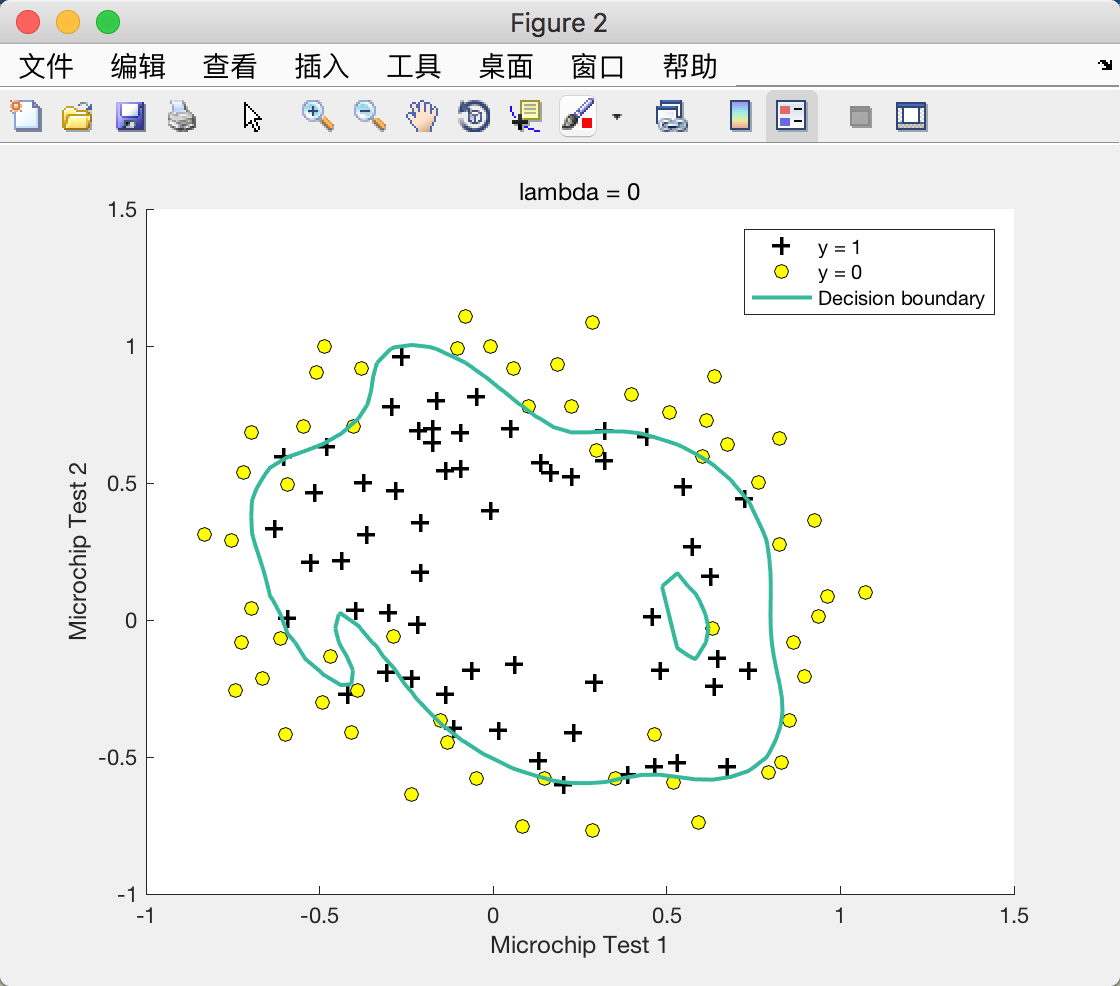 Figure 2
文件 编辑 查看 插入 工具 桌面 窗口 帮助
lambda = 0
y = 1
y = 0
Decision boundary
1.5
1
0.5
0
-0.5
-1
Microchip Test 2
-1 -0.5 0 0.5 1 1.5
Microchip Test 1